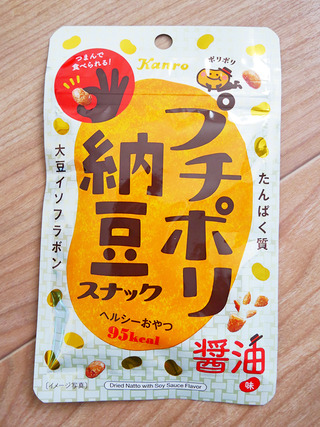 つまんで
食べられる!
Kanro
ポリポリ
プチポリ
納豆
スナック
大豆イソフラボン
たんぱく質
ヘルシーおやつ
95kcal
醤油
味
(イメージ写真)
Dried Natto with Soy Sauce Flavor